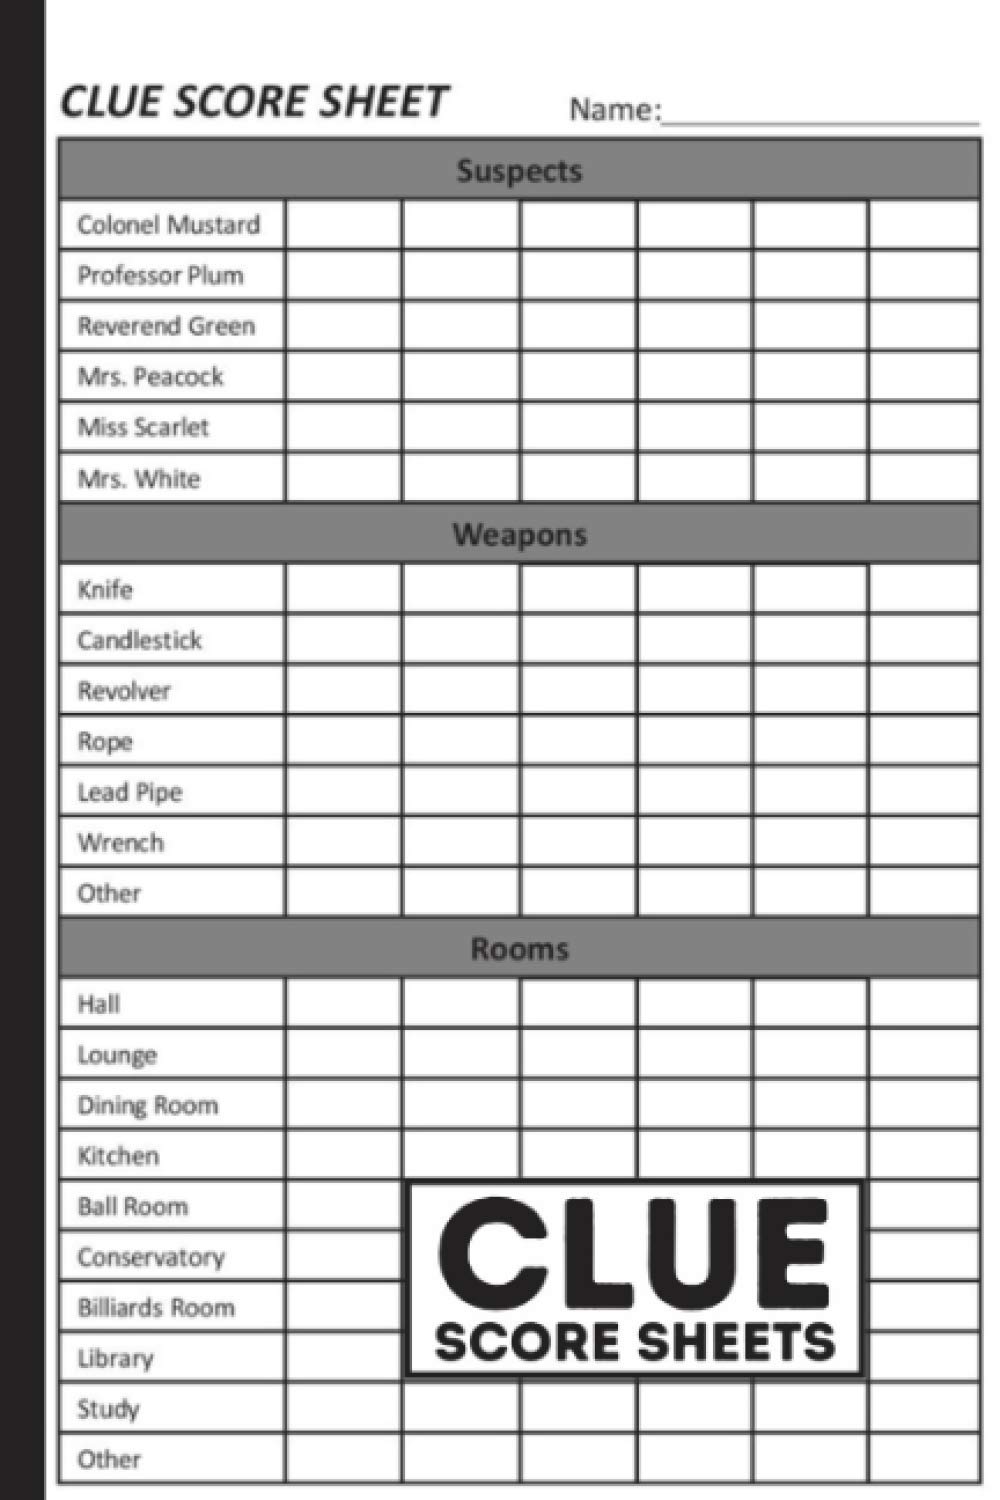 CLUE SCORE SHEET Name:
Suspects
Colonel Mustard
Professor Plum
Reverend Green
Mrs. Peacock
Miss Scarlet
Mrs. White
Weapons
Knife
Candlestick
Revolver
Rope
Lead Pipe
Wrench
Other
Rooms
Hall
Lounge
Dining Room
Kitchen
Ball Room
Conservatory
Billiards Room
Library
Study
Other
CLUE
SCORE SHEETS